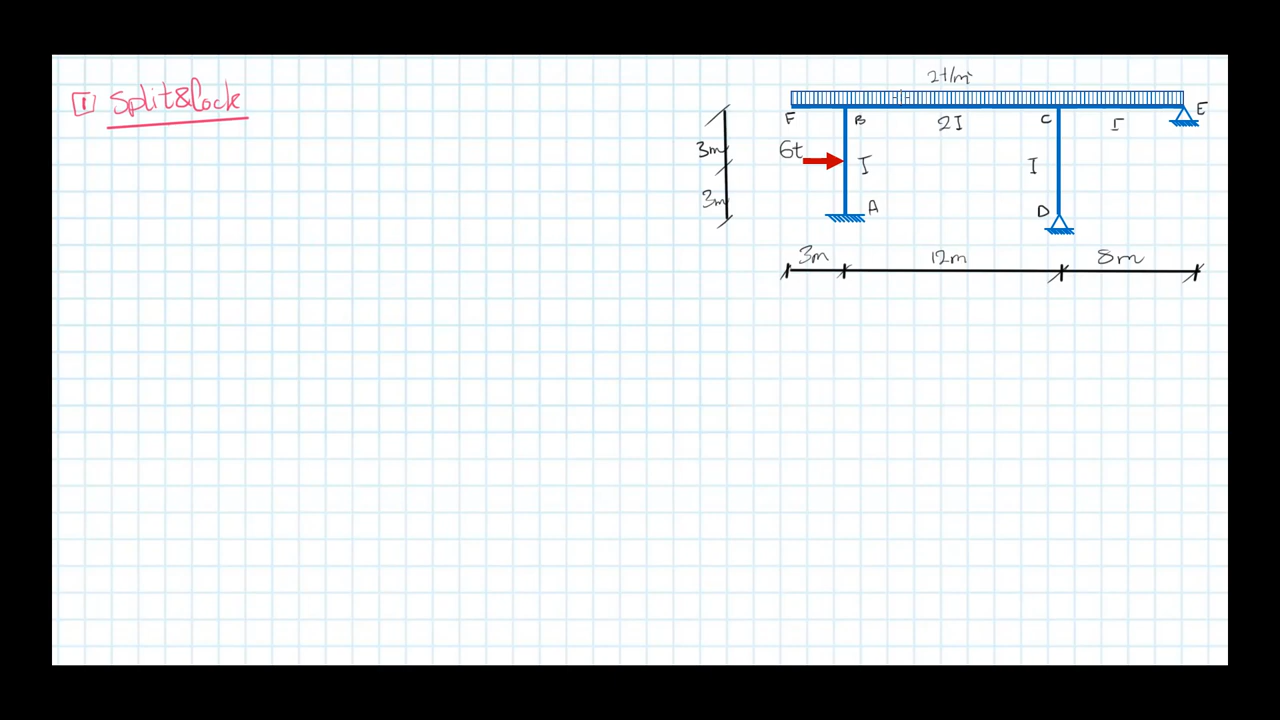 1 Split&Lock
2t/m
F B 2I C I E
3m 6t I I
3m A D
3m 12m 8m